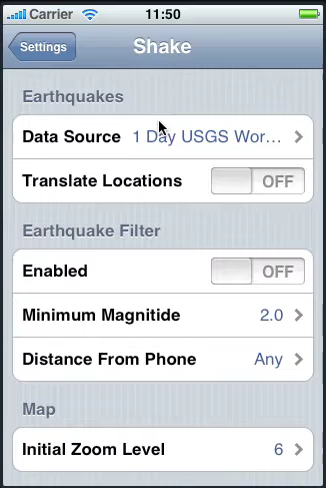 Carrier 11:50
Settings Shake
Earthquakes
Data Source 1 Day USGS Wor...
Translate Locations OFF
Earthquake Filter
Enabled OFF
Minimum Magnitide 2.0
Distance From Phone Any
Map
Initial Zoom Level 6